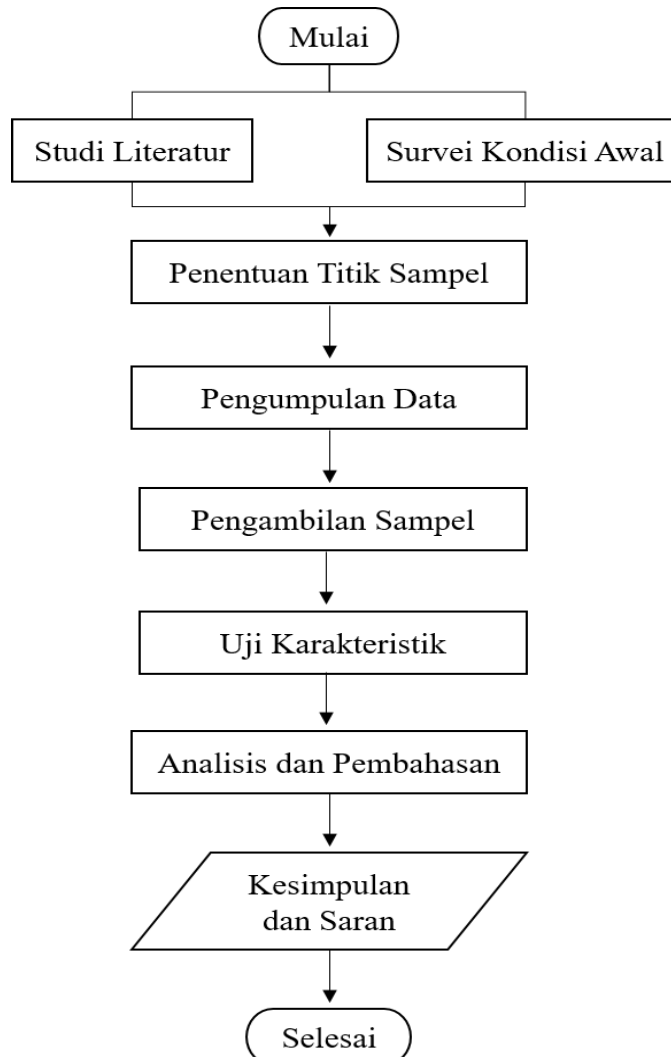 Mulai
Studi Literatur
Survei Kondisi Awal
Penentuan Titik Sampel
Pengumpulan Data
Pengambilan Sampel
Uji Karakteristik
Analisis dan Pembahasan
Kesimpulan
dan Saran
Selesai